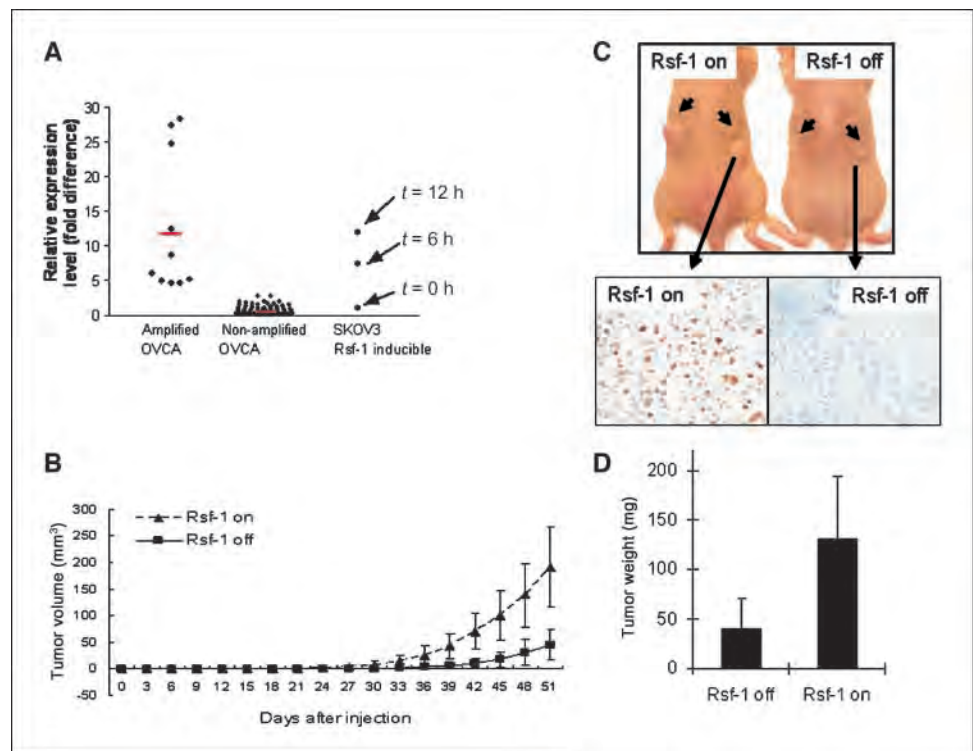 A
Relative expression
level (fold difference)
30
25
20
15
10
5
0
t = 12 h
t = 6 h
t = 0 h
Amplified
OVCA
Non-amplified
OVCA
SKOV3
Rsf-1 inducible
B
Tumor volume (mm³)
300
250
200
150
100
50
0
-50
Rsf-1 on
Rsf-1 off
0 3 6 9 12 15 18 21 24 27 30 33 36 39 42 45 48 51
Days after injection
C
Rsf-1 on
Rsf-1 off
Rsf-1 on
Rsf-1 off
D
Tumor weight (mg)
200
150
100
50
0
Rsf-1 off
Rsf-1 on